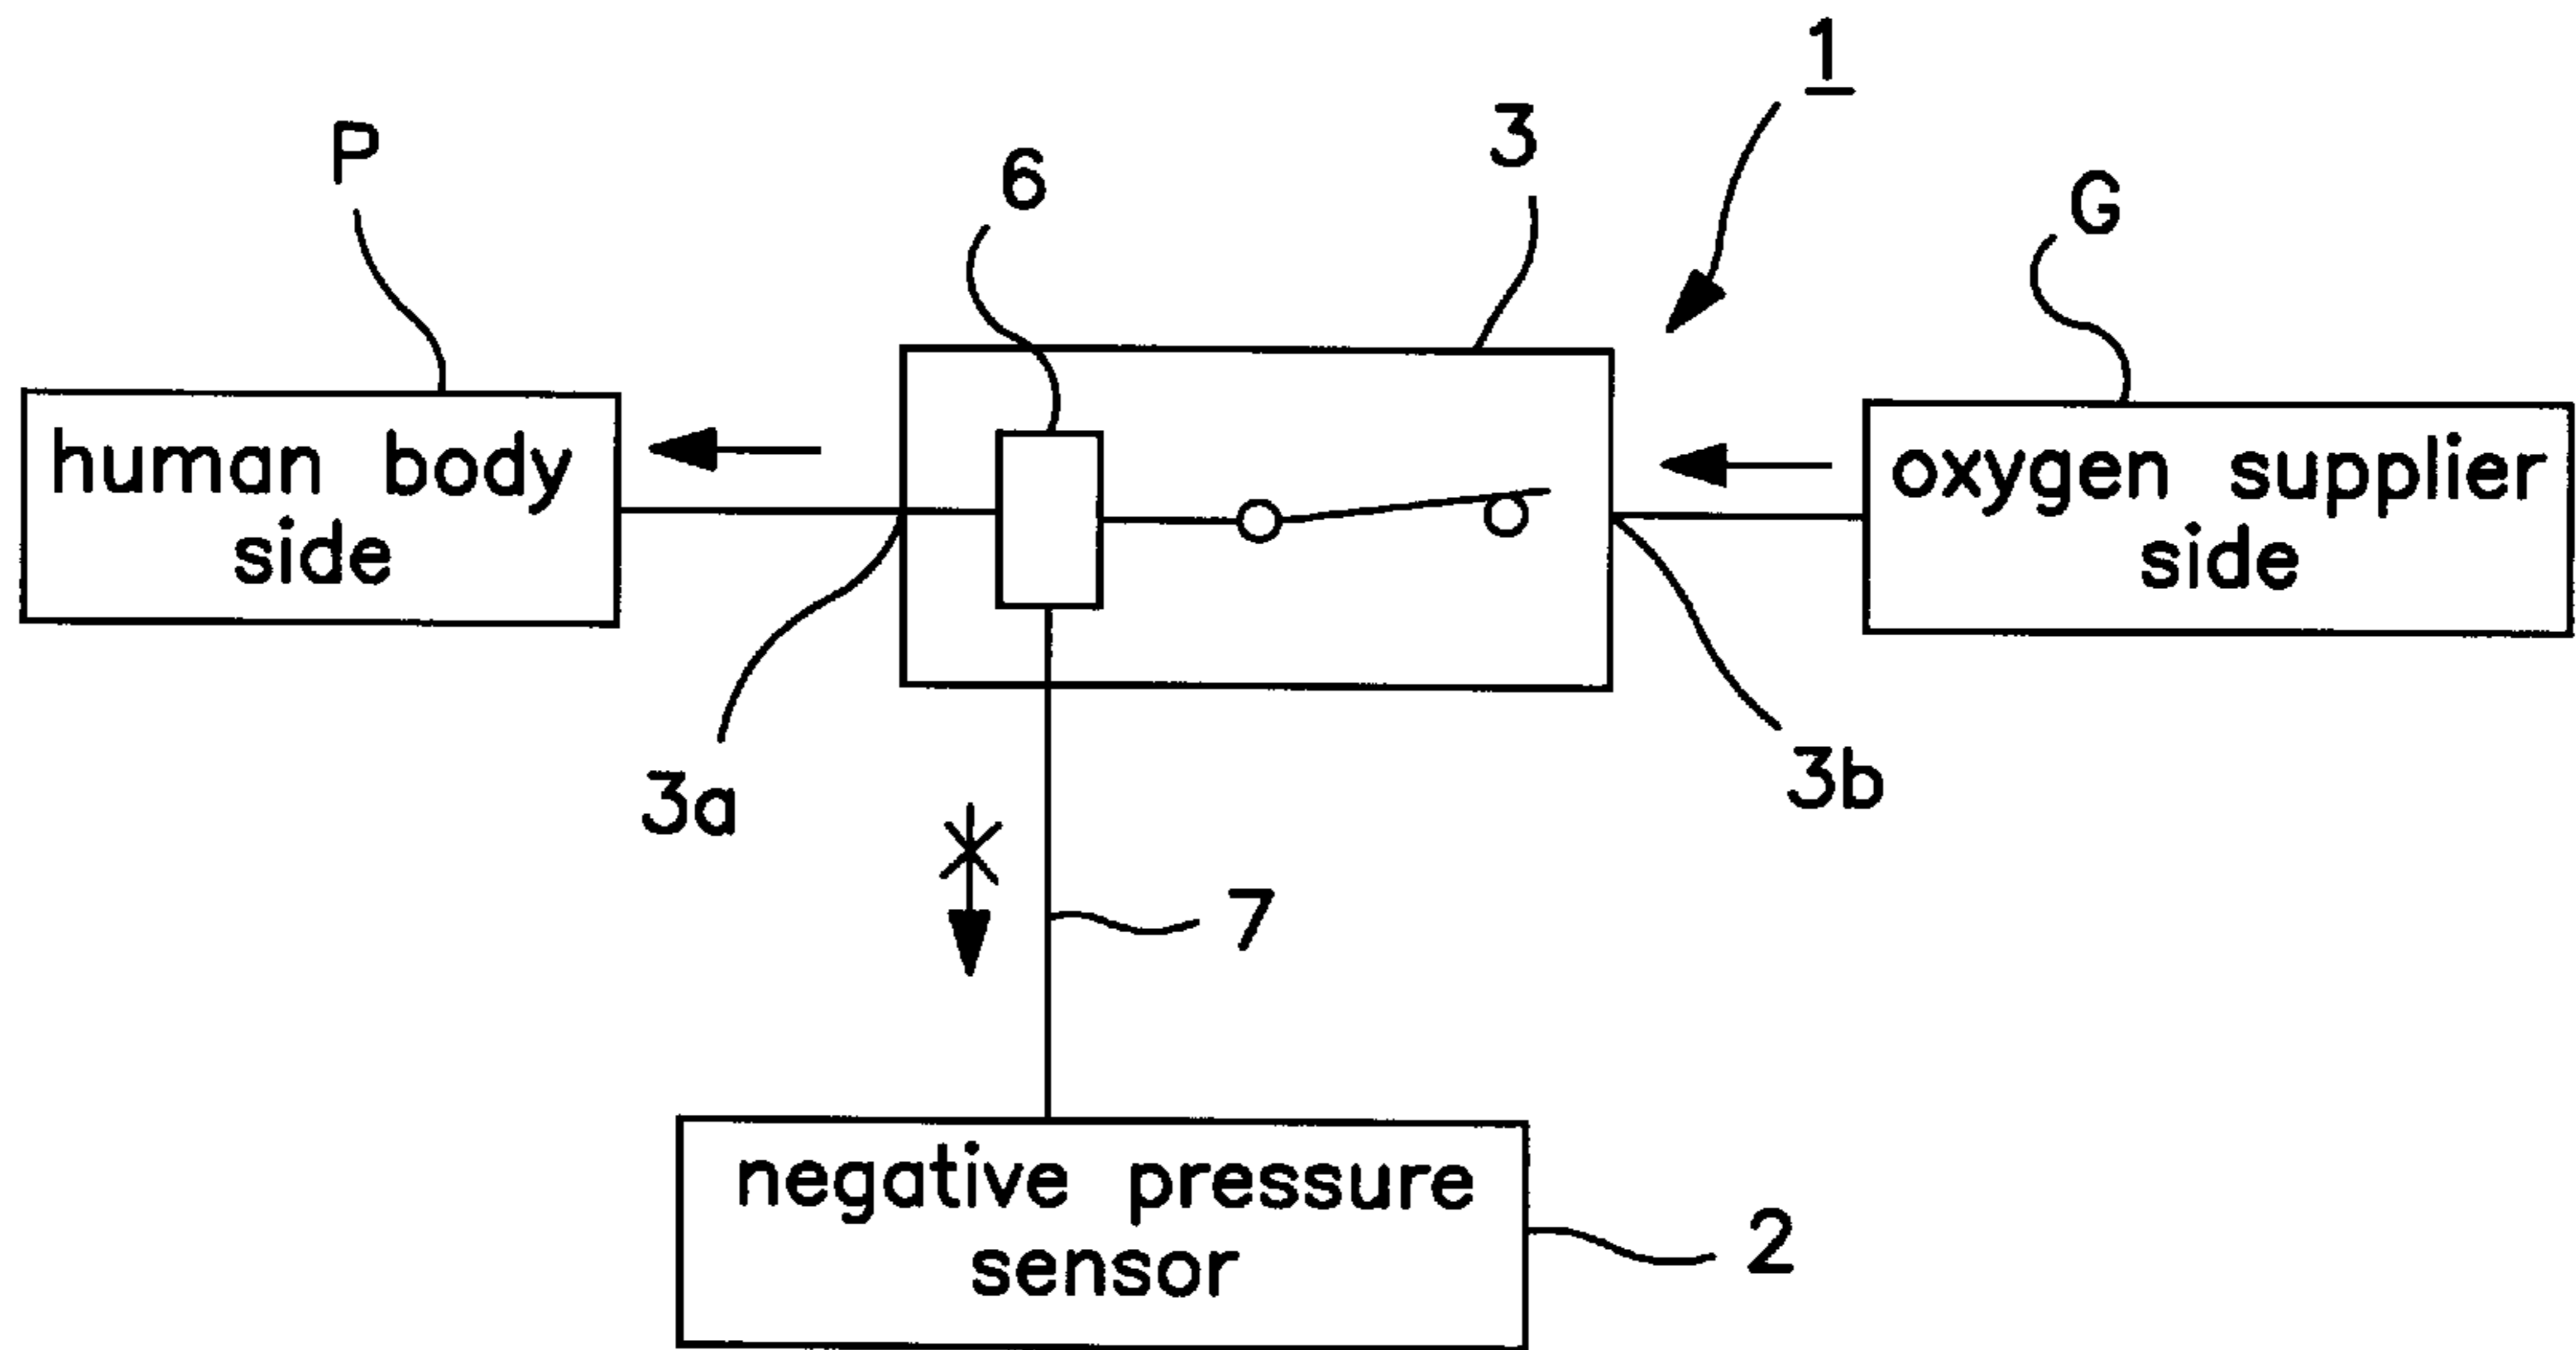 1
3
P
6
G
human body
side
oxygen supplier
side
3a
3b
7
negative pressure
sensor
2